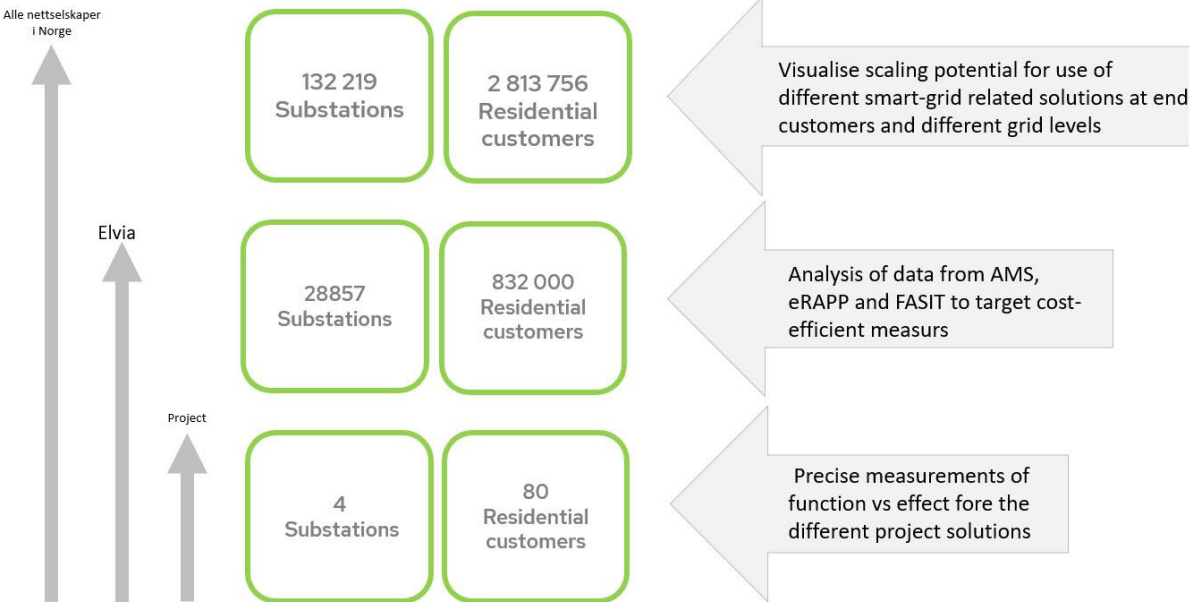 Alle nettselskaper
i Norge
132 219
Substations
2 813 756
Residential
customers
Visualise scaling potential for use of
different smart-grid related solutions at end
customers and different grid levels
Elvia
28857
Substations
832 000
Residential
customers
Analysis of data from AMS,
eRAPP and FASIT to target cost-
efficient measurs
Project
4
Substations
80
Residential
customers
Precise measurements of
function vs effect fore the
different project solutions